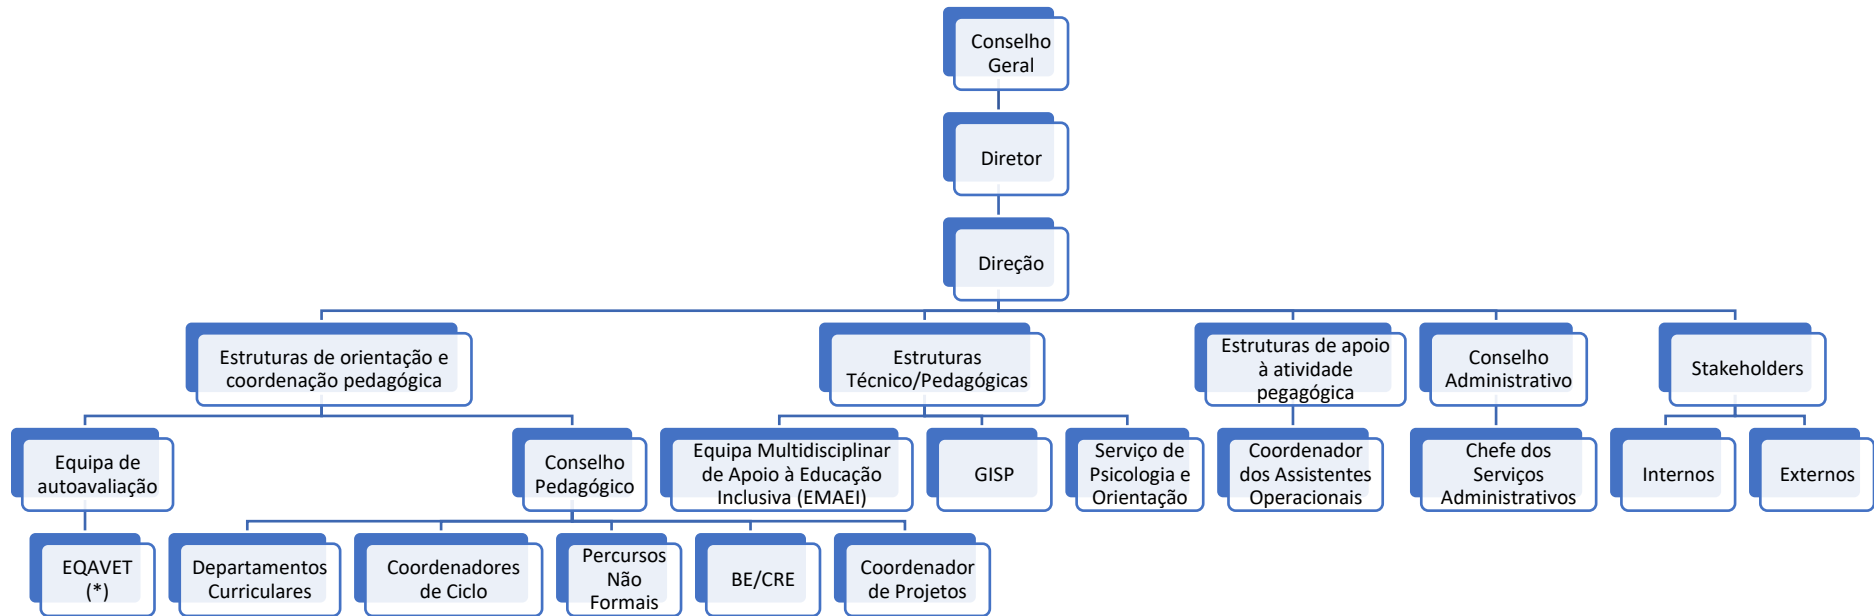 Conselho
Geral
Diretor
Direção
Estruturas de orientação e
coordenação pedagógica
Estruturas
Técnico/Pedagógicas
Estruturas de apoio
à atividade
pegagógica
Conselho
Administrativo
Stakeholders
Equipa de
autoavaliação
Conselho
Pedagógico
Equipa Multidisciplinar
de Apoio à Educação
Inclusiva (EMAEI)
GISP
Serviço de
Psicologia e
Orientação
Coordenador
dos Assistentes
Operacionais
Chefe dos
Serviços
Administrativos
Internos
Externos
EQAVET
(*)
Departamentos
Curriculares
Coordenadores
de Ciclo
Percursos
Não
Formais
BE/CRE
Coordenador
de Projetos